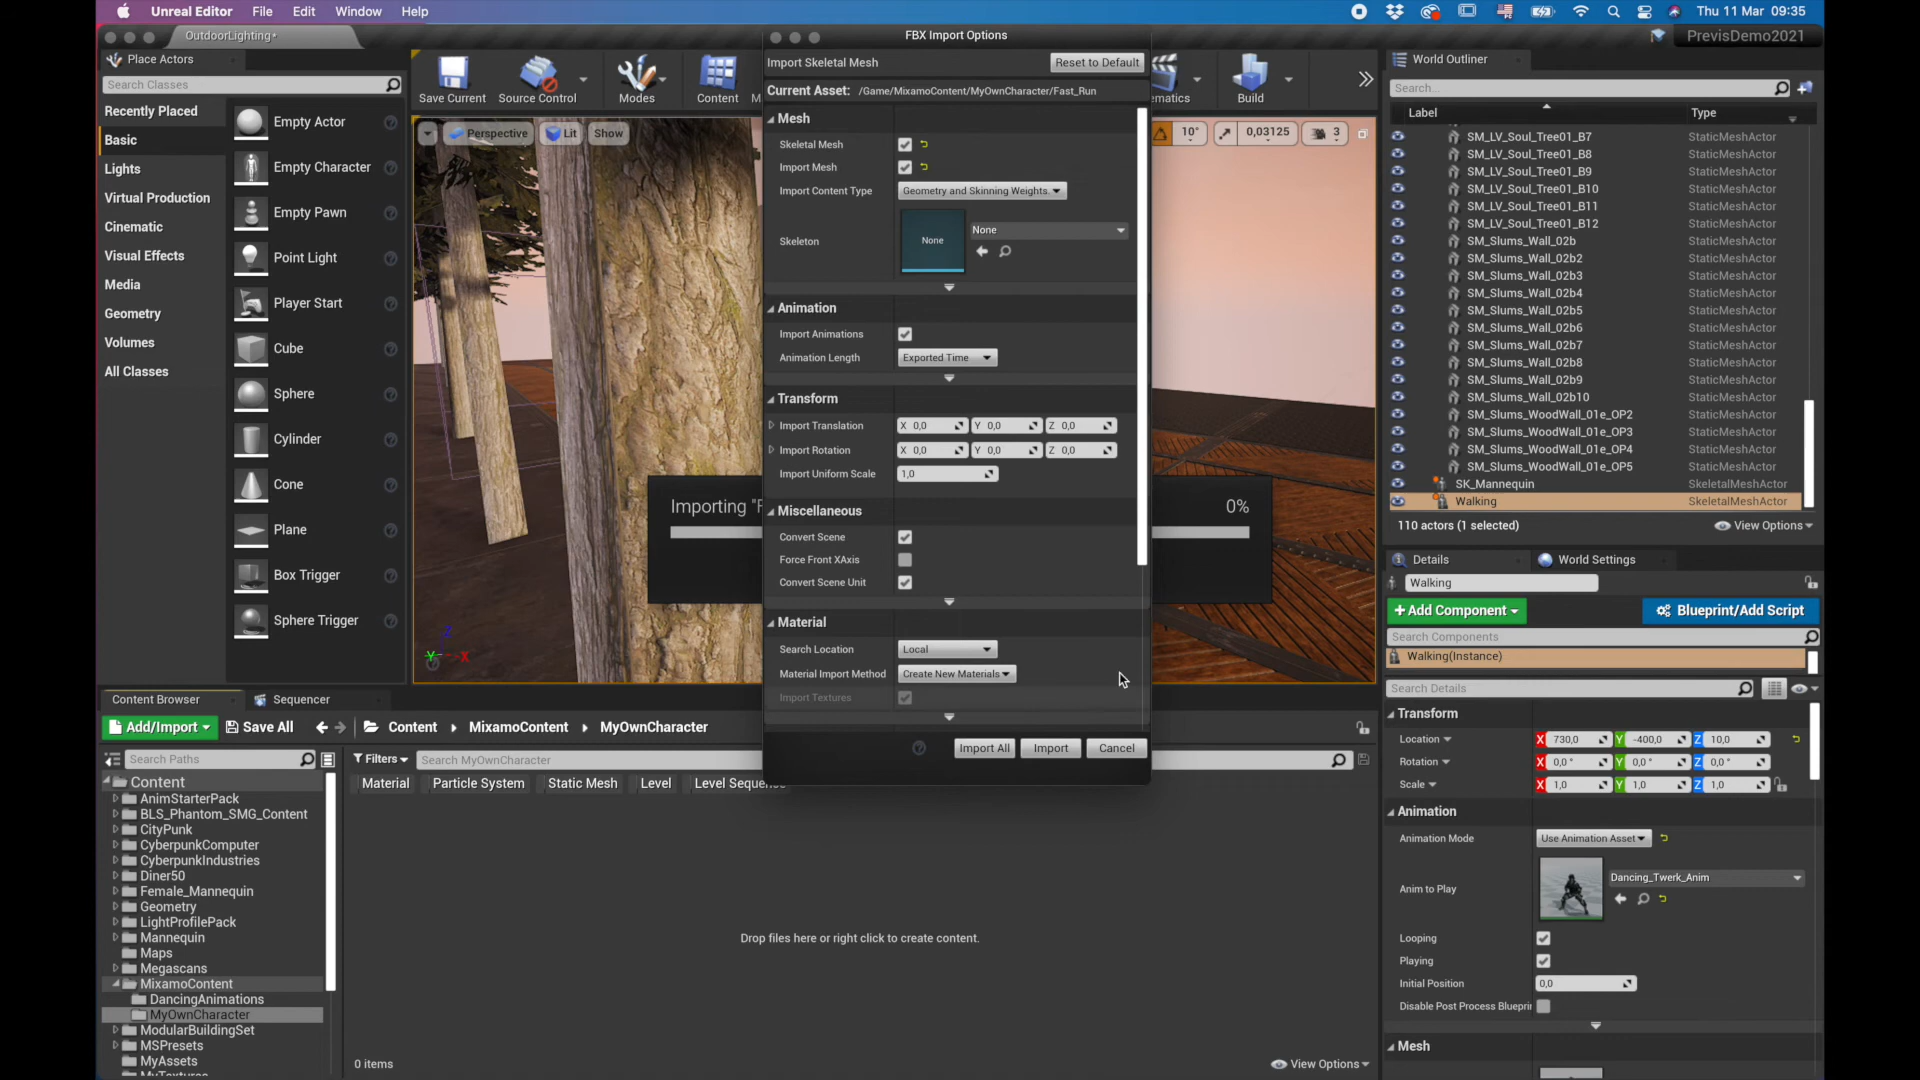 Unreal Editor File Edit Window Help Thu 11 Mar 09:35
OutdoorLighting* PrevisDemo2021
Place Actors
Search Classes
Recently Placed
Basic
Lights
Virtual Production
Cinematic
Visual Effects
Media
Geometry
Volumes
All Classes
Empty Actor
Empty Character
Empty Pawn
Point Light
Player Start
Cube
Sphere
Cylinder
Cone
Plane
Box Trigger
Sphere Trigger
Save Current Source Control Modes Content M ematics Build
Perspective Lit Show 10° 0,03125 3
Importing "F 0%
FBX Import Options
Import Skeletal Mesh Reset to Default
Current Asset: /Game/MixamoContent/MyOwnCharacter/Fast_Run
Mesh
Skeletal Mesh
Import Mesh
Import Content Type Geometry and Skinning Weights.
Skeleton None None
Animation
Import Animations
Animation Length Exported Time
Transform
Import Translation X 0,0 Y 0,0 Z 0,0
Import Rotation X 0,0 Y 0,0 Z 0,0
Import Uniform Scale 1,0
Miscellaneous
Convert Scene
Force Front XAxis
Convert Scene Unit
Material
Search Location Local
Material Import Method Create New Materials
Import Textures
Import All Import Cancel
World Outliner
Search...
Label Type
SM_LV_Soul_Tree01_B7 StaticMeshActor
SM_LV_Soul_Tree01_B8 StaticMeshActor
SM_LV_Soul_Tree01_B9 StaticMeshActor
SM_LV_Soul_Tree01_B10 StaticMeshActor
SM_LV_Soul_Tree01_B11 StaticMeshActor
SM_LV_Soul_Tree01_B12 StaticMeshActor
SM_Slums_Wall_02b StaticMeshActor
SM_Slums_Wall_02b2 StaticMeshActor
SM_Slums_Wall_02b3 StaticMeshActor
SM_Slums_Wall_02b4 StaticMeshActor
SM_Slums_Wall_02b5 StaticMeshActor
SM_Slums_Wall_02b6 StaticMeshActor
SM_Slums_Wall_02b7 StaticMeshActor
SM_Slums_Wall_02b8 StaticMeshActor
SM_Slums_Wall_02b9 StaticMeshActor
SM_Slums_Wall_02b10 StaticMeshActor
SM_Slums_WoodWall_01e_OP2 StaticMeshActor
SM_Slums_WoodWall_01e_OP3 StaticMeshActor
SM_Slums_WoodWall_01e_OP4 StaticMeshActor
SM_Slums_WoodWall_01e_OP5 StaticMeshActor
SK_Mannequin SkeletalMeshActor
Walking SkeletalMeshActor
110 actors (1 selected) View Options
Details World Settings
Walking
+Add Component Blueprint/Add Script
Search Components
Walking(Instance)
Search Details
Transform
Location X 730,0 Y -400,0 Z 10,0
Rotation X 0,0 ° Y 0,0 ° Z 0,0 °
Scale X 1,0 Y 1,0 Z 1,0
Animation
Animation Mode Use Animation Asset
Anim to Play Dancing_Twerk_Anim
Looping
Playing
Initial Position 0,0
Disable Post Process Blueprir
Mesh
Content Browser Sequencer
Add/Import Save All Content MixamoContent MyOwnCharacter
Search Paths Filters Search MyOwnCharacter
Material Particle System Static Mesh Level Level Sequence
Content
AnimStarterPack
BLS_Phantom_SMG_Content
CityPunk
CyberpunkComputer
CyberpunkIndustries
Diner50
Female_Mannequin
Geometry
LightProfilePack
Mannequin
Maps
Megascans
MixamoContent
DancingAnimations
MyOwnCharacter
ModularBuildingSet
MSPresets
MyAssets
MyTextures
Drop files here or right click to create content.
0 items View Options